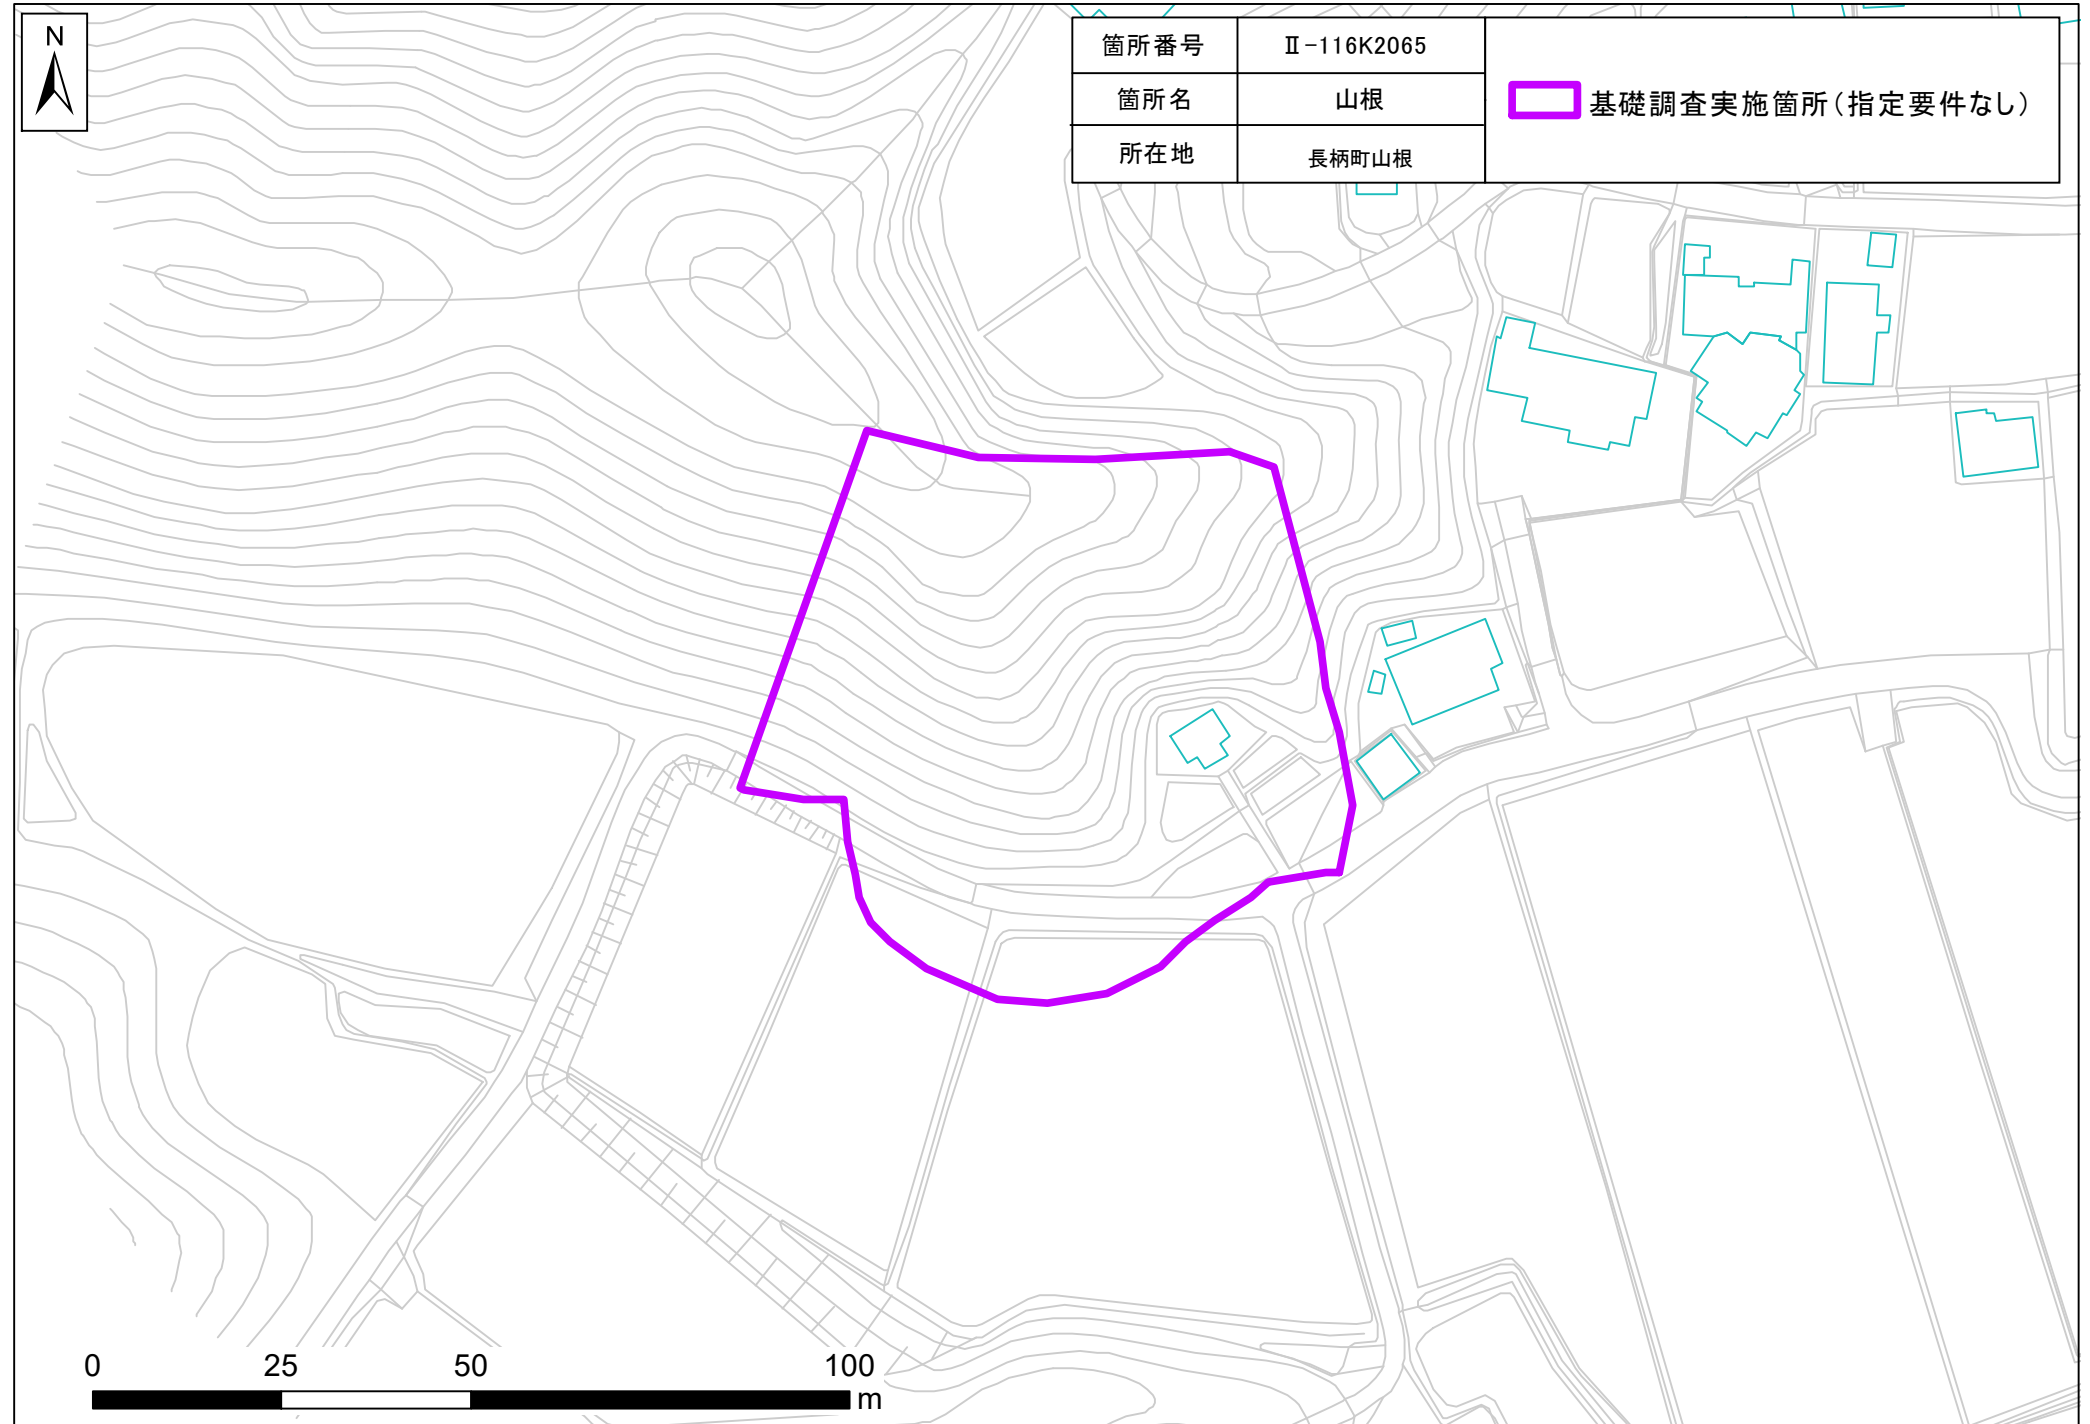 N
箇所番号 Ⅱ-116K2065
箇所名 山根
所在地 長柄町山根
基礎調査実施箇所（指定要件なし）
0 25 50 100
m